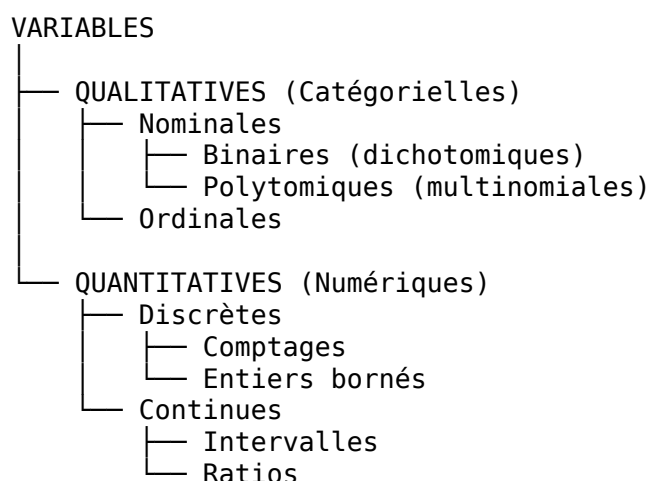 VARIABLES
QUALITATIVES (Catégorielles)
Nominales
Binaires (dichotomiques)
Polytomiques (multinomiales)
Ordinales
QUANTITATIVES (Numériques)
Discrètes
Comptages
Entiers bornés
Continues
Intervalles
Ratios